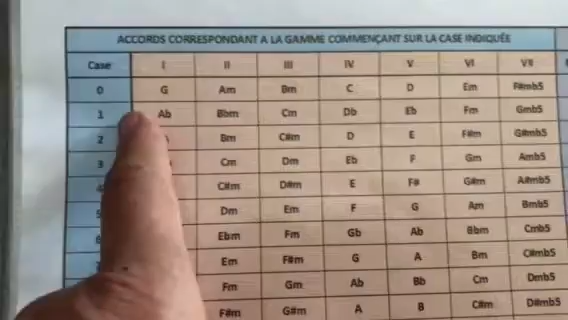 ACCORDS CORRESPONDANT A LA GAMME COMMENÇANT SUR LA CASE INDIQUÉE
Case I II III IV V VI VII
0 G Am Bm C D Em F#mb5
1 Ab Bbm Cm Db Eb Fm Gmb5
2 Bm C#m D E F#m G#mb5
3 Cm Dm Eb F Gm Amb5
4 C#m D#m E F# G#m A#mb5
5 Dm Em F G Am Bmb5
6 Ebm Fm Gb Ab Bbm Cmb5
Em F#m G A Bm C#mb5
Fm Gm Ab Bb Cm Dmb5
F#m G#m A B C#m D#mb5